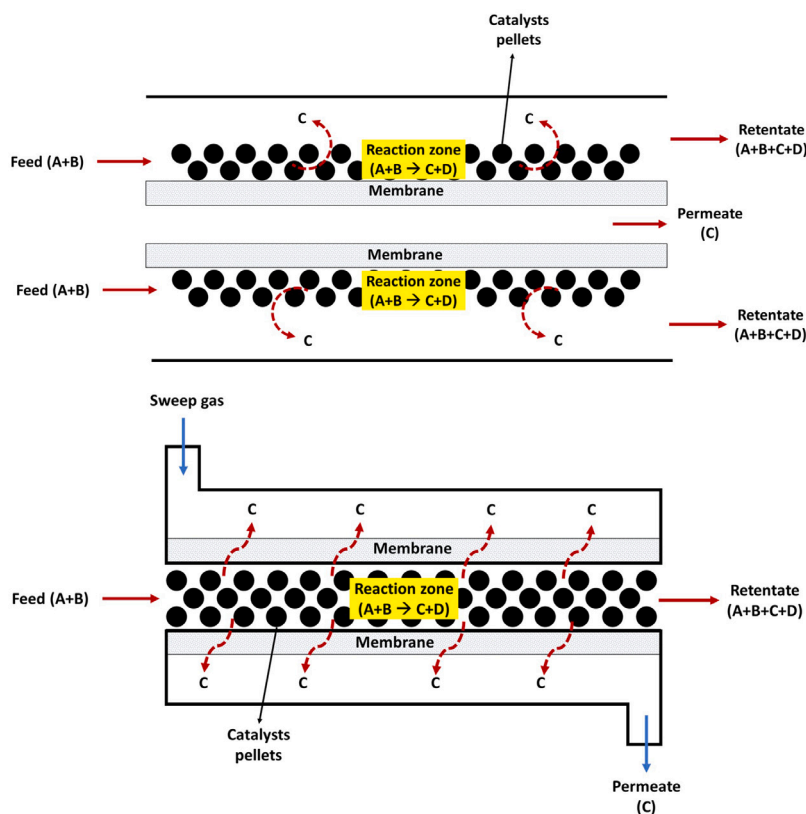 Catalysts
pellets
C
C
Feed (A+B)
Reaction zone
(A+B → C+D)
Retentate
(A+B+C+D)
Membrane
Permeate
(C)
Membrane
Feed (A+B)
Reaction zone
(A+B → C+D)
Retentate
(A+B+C+D)
C
C
Sweep gas
C
C
C
C
Membrane
Feed (A+B)
Reaction zone
(A+B → C+D)
Retentate
(A+B+C+D)
Membrane
C
C
C
C
Catalysts
pellets
Permeate
(C)